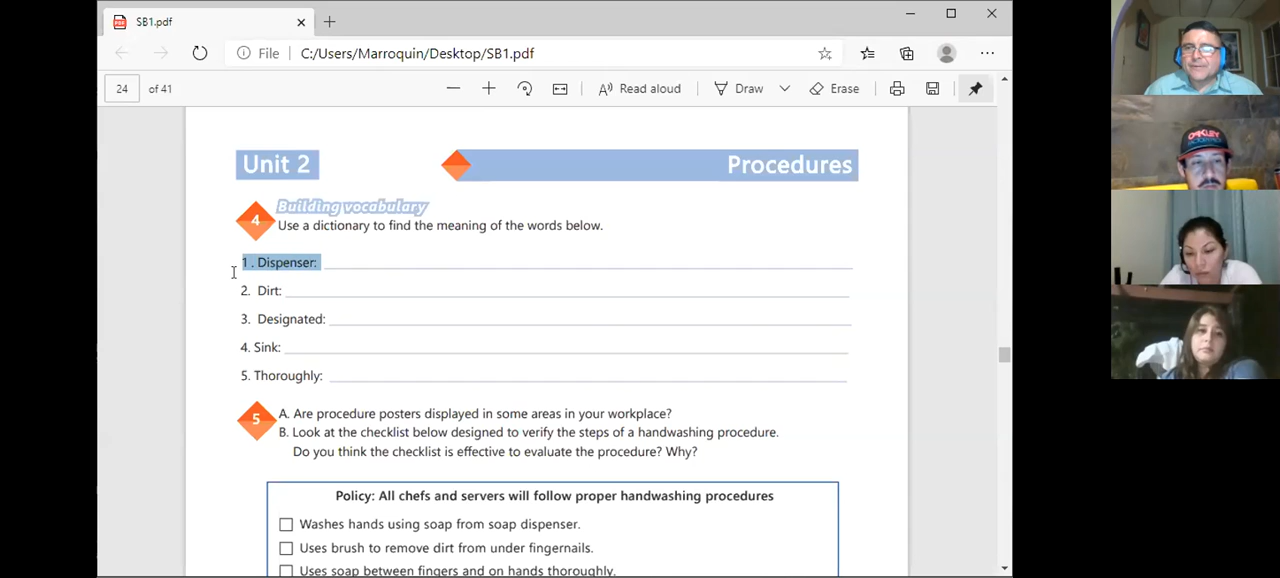 SB1.pdf
File C:/Users/Marroquin/Desktop/SB1.pdf
24 of 41 Read aloud Draw Erase
Unit 2 Procedures
4 Building vocabulary
Use a dictionary to find the meaning of the words below.
1 . Dispenser:
2. Dirt:
3. Designated:
4. Sink:
5. Thoroughly:
5 A. Are procedure posters displayed in some areas in your workplace?
B. Look at the checklist below designed to verify the steps of a handwashing procedure.
Do you think the checklist is effective to evaluate the procedure? Why?
Policy: All chefs and servers will follow proper handwashing procedures
Washes hands using soap from soap dispenser.
Uses brush to remove dirt from under fingernails.
Uses soap between fingers and on hands thoroughly.
OAKLEY